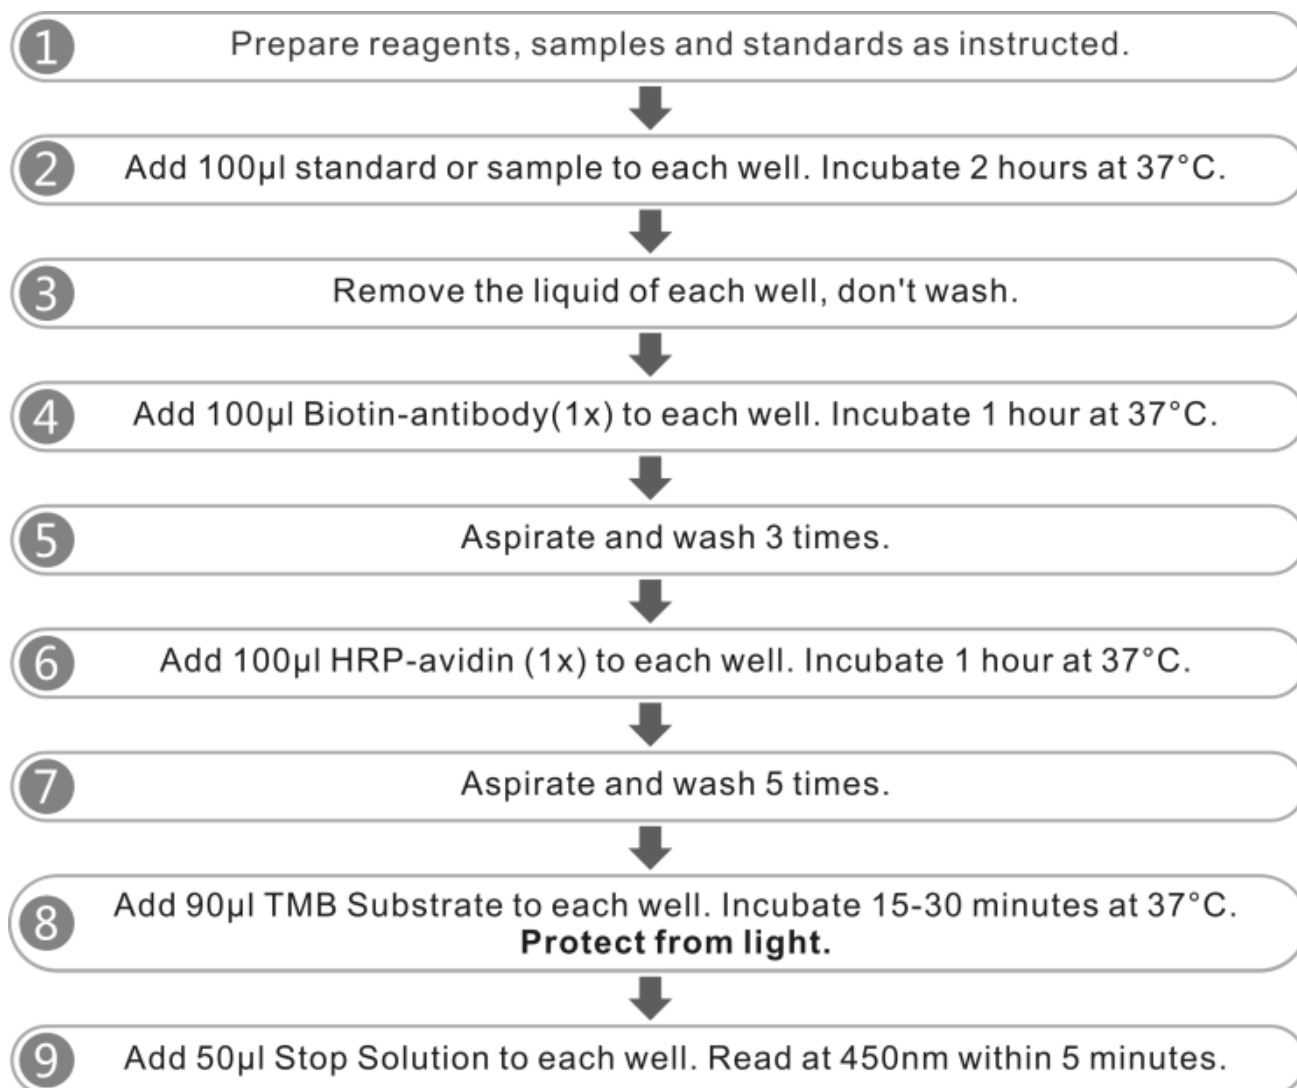 1 Prepare reagents, samples and standards as instructed.
2 Add 100µl standard or sample to each well. Incubate 2 hours at 37°C.
3 Remove the liquid of each well, don't wash.
4 Add 100µl Biotin-antibody(1x) to each well. Incubate 1 hour at 37°C.
5 Aspirate and wash 3 times.
6 Add 100µl HRP-avidin (1x) to each well. Incubate 1 hour at 37°C.
7 Aspirate and wash 5 times.
8 Add 90µl TMB Substrate to each well. Incubate 15-30 minutes at 37°C.
Protect from light.
9 Add 50µl Stop Solution to each well. Read at 450nm within 5 minutes.